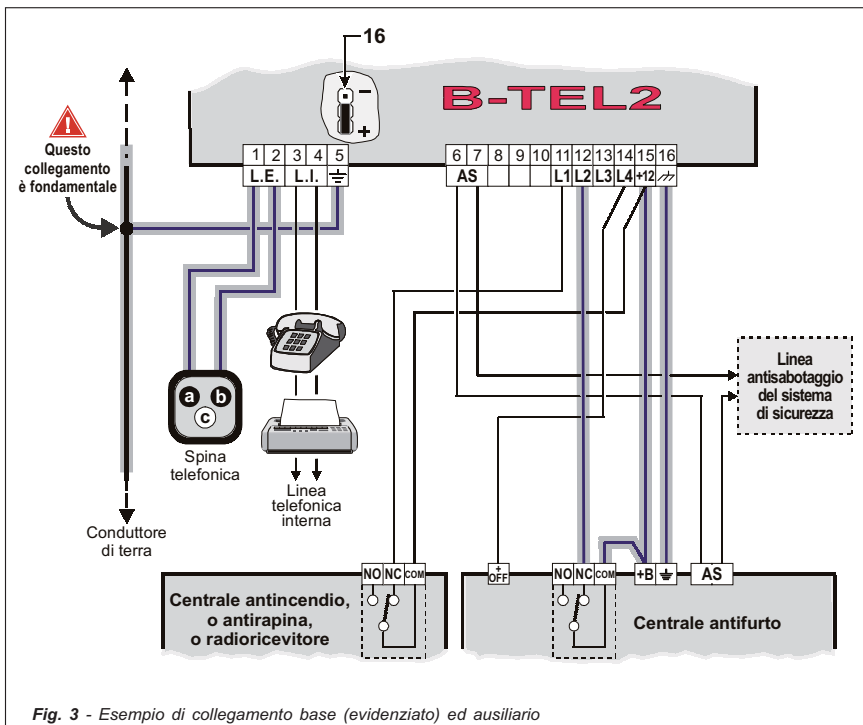 16
B-TEL2
−
+
!
Questo
collegamento
è fondamentale
1 2 3 4 5
L.E. L.I.
6 7 8 9 10 11 12 13 14 15 16
AS L1 L2 L3 L4 +12
a b
c
Spina
telefonica
Linea
telefonica
interna
Linea
antisabotaggio
del sistema
di sicurezza
Conduttore
di terra
NO NC COM
Centrale antincendio,
o antirapina,
o radioricevitore
+
OFF
NO NC COM +B AS
Centrale antifurto
Fig. 3 - Esempio di collegamento base (evidenziato) ed ausiliario